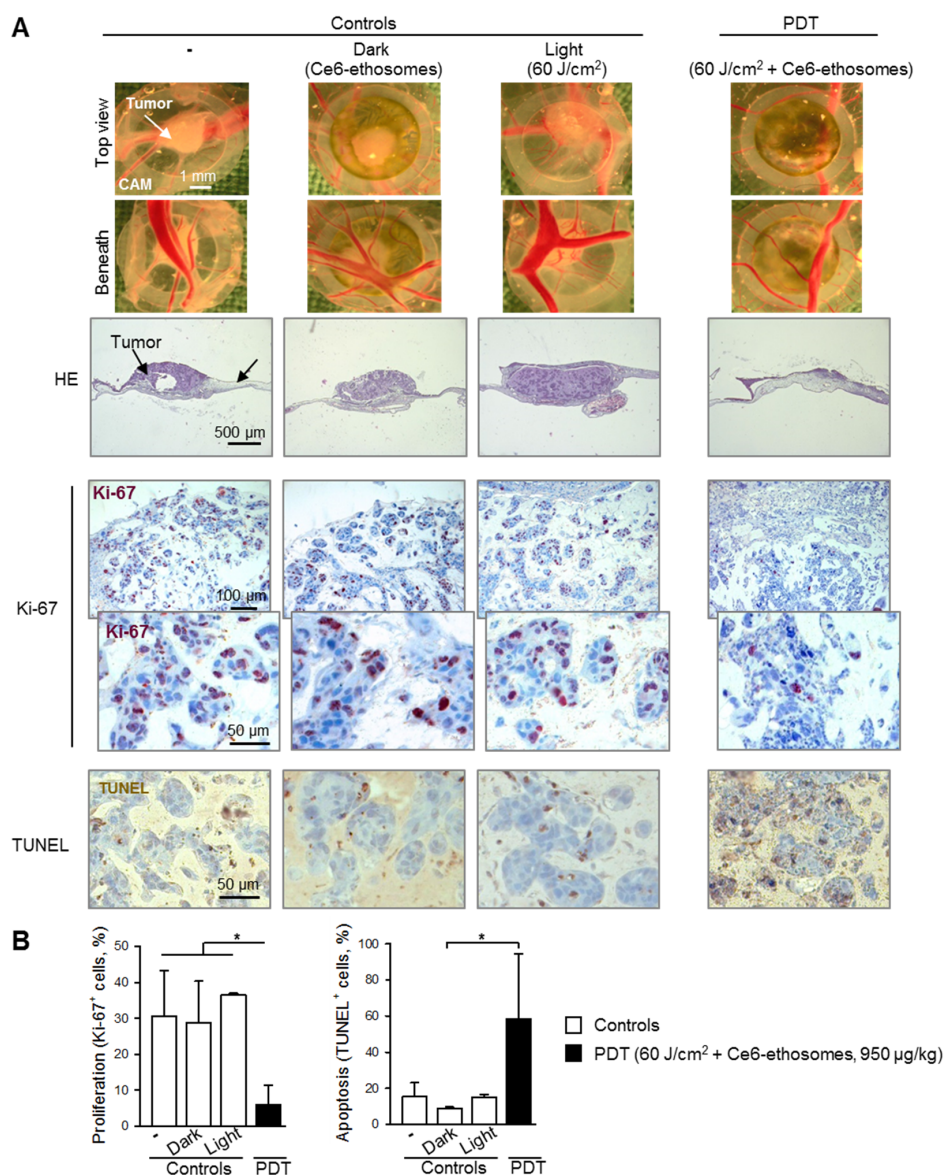 A
Controls
PDT
-
Dark
(Ce6-ethosomes)
Light
(60 J/cm²)
(60 J/cm² + Ce6-ethosomes)
Top view
Tumor
CAM
1 mm
Beneath
HE
Tumor
500 µm
Ki-67
Ki-67
100 µm
Ki-67
50 µm
TUNEL
TUNEL
50 µm
B
Proliferation (Ki-67⁺ cells, %)
50
40
30
20
10
0
*
-
Dark
Light
Controls
PDT
Apoptosis (TUNEL⁺ cells, %)
100
80
60
40
20
0
*
-
Dark
Light
Controls
PDT
Controls
PDT (60 J/cm² + Ce6-ethosomes, 950 µg/kg)